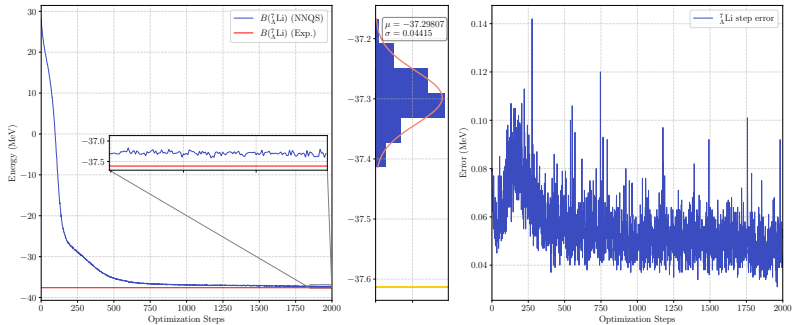 30
20
10
0
−10
−20
−30
−40
Energy (MeV)
B(⁷ΛLi) (NNQS)
B(⁷ΛLi) (Exp.)
−37.0
−37.5
0 250 500 750 1000 1250 1500 1750 2000
Optimization Steps
−37.2
−37.3
−37.4
−37.5
−37.6
μ = −37.29807
σ = 0.04415
0.14
0.12
0.10
0.08
0.06
0.04
Error (MeV)
⁷ΛLi step error
0 250 500 750 1000 1250 1500 1750 2000
Optimization Steps